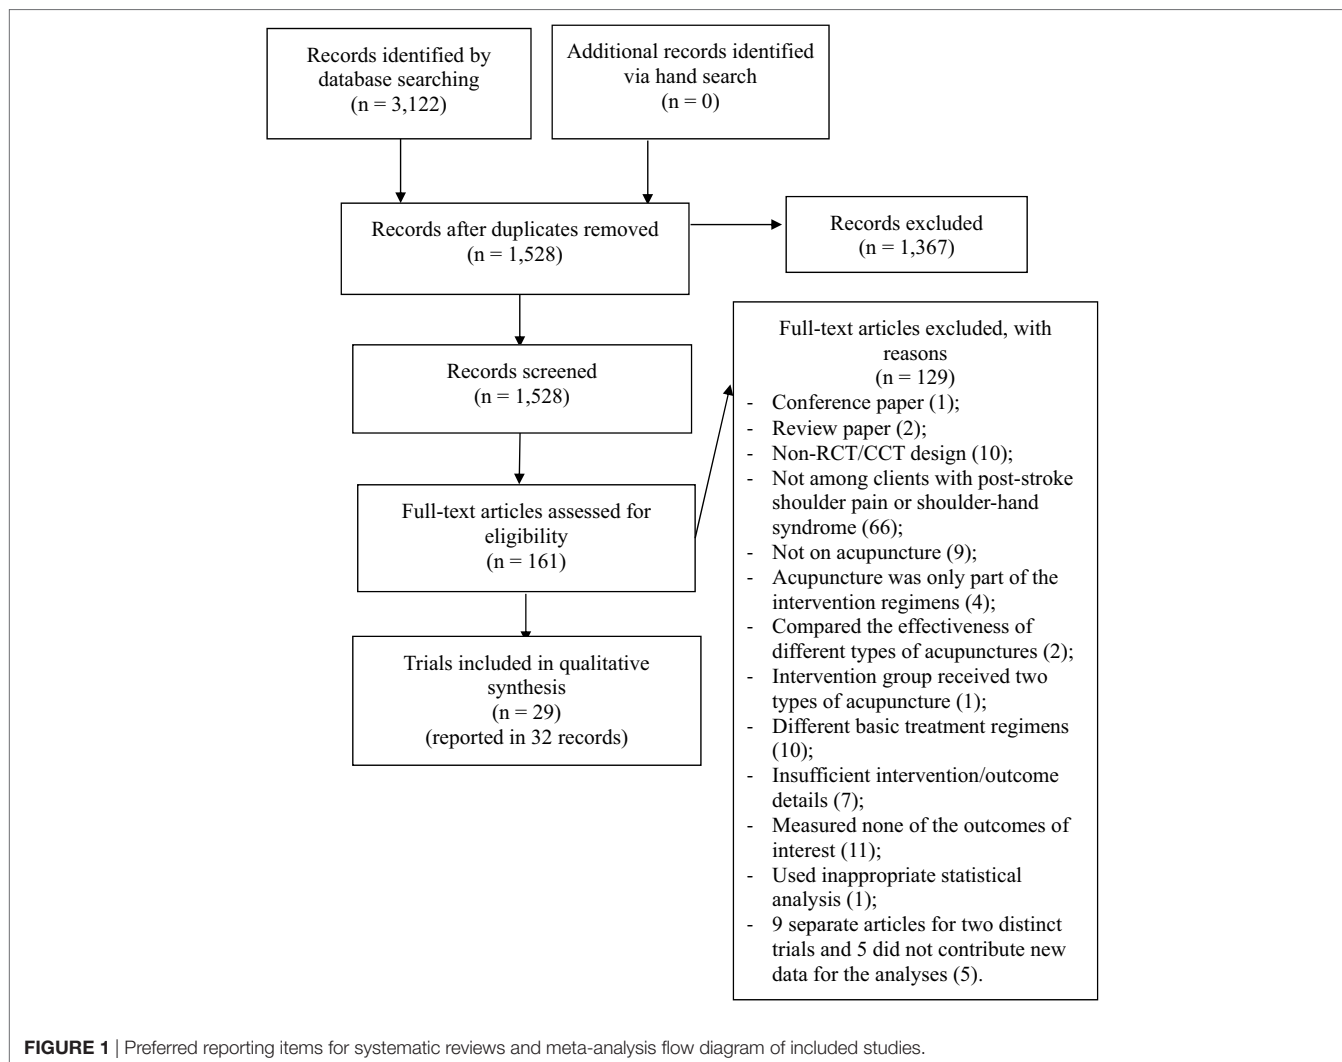 Records identified by
database searching
(n = 3,122)
Additional records identified
via hand search
(n = 0)
Records after duplicates removed
(n = 1,528)
Records excluded
(n = 1,367)
Records screened
(n = 1,528)
Full-text articles assessed for
eligibility
(n = 161)
Full-text articles excluded, with
reasons
(n = 129)
- Conference paper (1);
- Review paper (2);
- Non-RCT/CCT design (10);
- Not among clients with post-stroke
shoulder pain or shoulder-hand
syndrome (66);
- Not on acupuncture (9);
- Acupuncture was only part of the
intervention regimens (4);
- Compared the effectiveness of
different types of acupunctures (2);
- Intervention group received two
types of acupuncture (1);
- Different basic treatment regimens
(10);
- Insufficient intervention/outcome
details (7);
- Measured none of the outcomes of
interest (11);
- Used inappropriate statistical
analysis (1);
- 9 separate articles for two distinct
trials and 5 did not contribute new
data for the analyses (5).
Trials included in qualitative
synthesis
(n = 29)
(reported in 32 records)
FIGURE 1 | Preferred reporting items for systematic reviews and meta-analysis flow diagram of included studies.